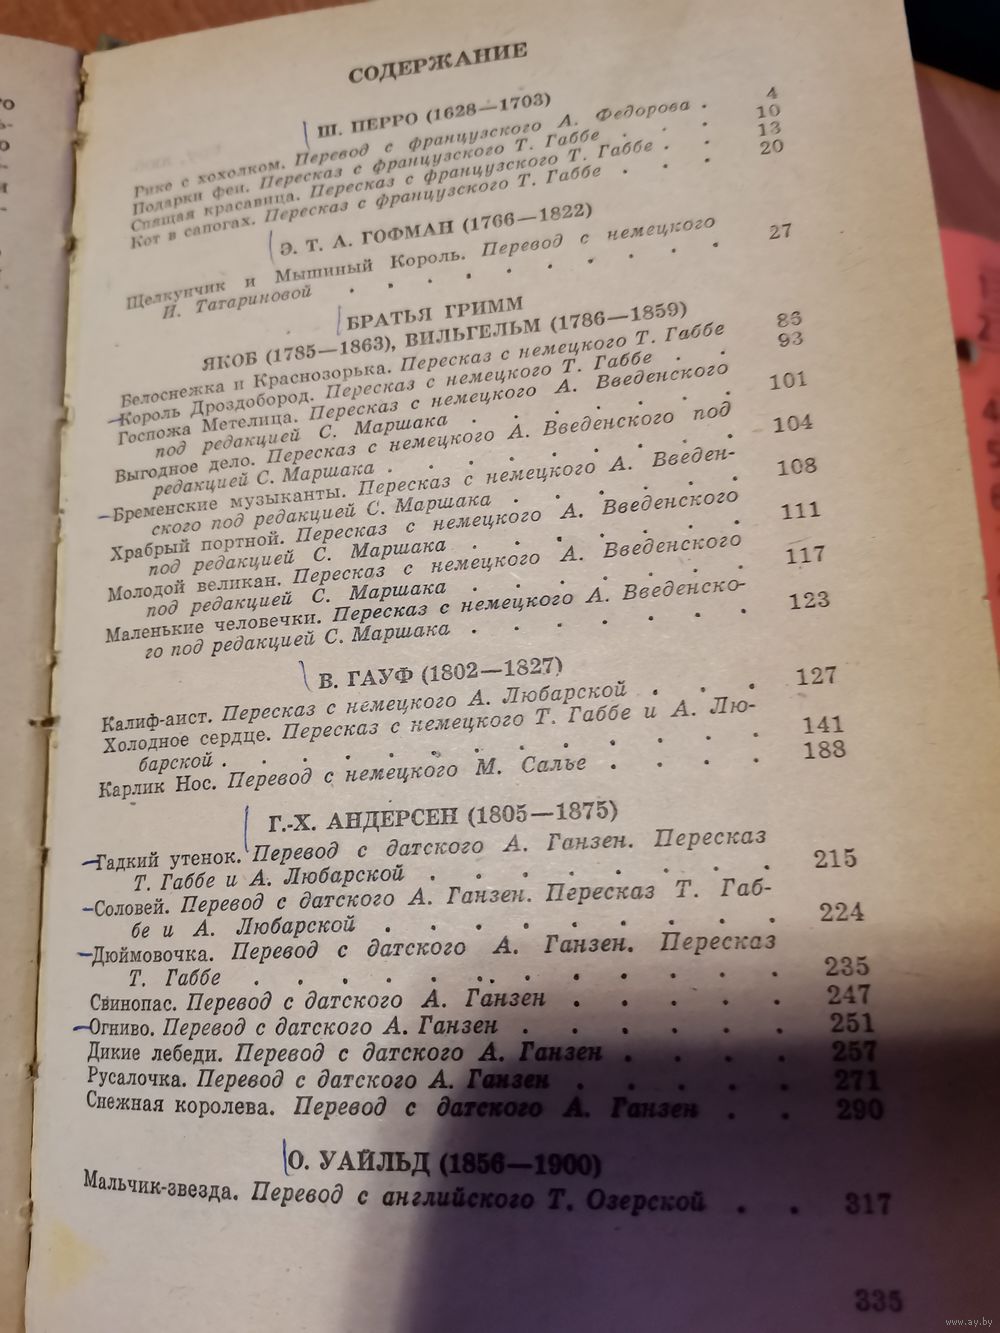 СОДЕРЖАНИЕ
Ш. ПЕРРО (1628—1703)
Рике с хохолком. Перевод с французского А. Федорова . 4
Подарки феи. Пересказ с французского Т. Габбе . . . 10
Спящая красавица. Пересказ с французского Т. Габбе . . 13
Кот в сапогах. Пересказ с французского Т. Габбе . . . 20
Э. Т. А. ГОФМАН (1766—1822)
Щелкунчик и Мышиный Король. Перевод с немецкого
И. Татариновой . . . . . . . . . . 27
БРАТЬЯ ГРИММ
ЯКОБ (1785—1863), ВИЛЬГЕЛЬМ (1786—1859)
Белоснежка и Краснозорька. Пересказ с немецкого Т. Габбе 86
Король Дроздобород. Пересказ с немецкого Т. Габбе . . 93
Госпожа Метелица. Пересказ с немецкого А. Введенского
под редакцией С. Маршака . . . . . . . 101
Выгодное дело. Пересказ с немецкого А. Введенского под
редакцией С. Маршака . . . . . . . . . 104
Бременские музыканты. Пересказ с немецкого А. Введен-
ского под редакцией С. Маршака . . . . . . 108
Храбрый портной. Пересказ с немецкого А. Введенского
под редакцией С. Маршака . . . . . . . 111
Молодой великан. Пересказ с немецкого А. Введенского
под редакцией С. Маршака . . . . . . . 117
Маленькие человечки. Пересказ с немецкого А. Введенско-
го под редакцией С. Маршака . . . . . . . 123
В. ГАУФ (1802—1827)
Калиф-аист. Пересказ с немецкого А. Любарской . . . 127
Холодное сердце. Пересказ с немецкого Т. Габбе и А. Лю-
барской . . . . . . . . . . . . . 141
Карлик Нос. Перевод с немецкого М. Салье . . . . 188
Г.-Х. АНДЕРСЕН (1805—1875)
Гадкий утенок. Перевод с датского А. Ганзен. Пересказ
Т. Габбе и А. Любарской . . . . . . . . 215
Соловей. Перевод с датского А. Ганзен. Пересказ Т. Габ-
бе и А. Любарской . . . . . . . . . 224
Дюймовочка. Перевод с датского А. Ганзен. Пересказ
Т. Габбе . . . . . . . . . . . . 235
Свинопас. Перевод с датского А. Ганзен . . . . . 247
Огниво. Перевод с датского А. Ганзен . . . . . . 251
Дикие лебеди. Перевод с датского А. Ганзен . . . . 257
Русалочка. Перевод с датского А. Ганзен . . . . . 271
Снежная королева. Перевод с датского А. Ганзен . . 290
О. УАЙЛЬД (1856—1900)
Мальчик-звезда. Перевод с английского Т. Озерской . . 317
335
www.ay.by